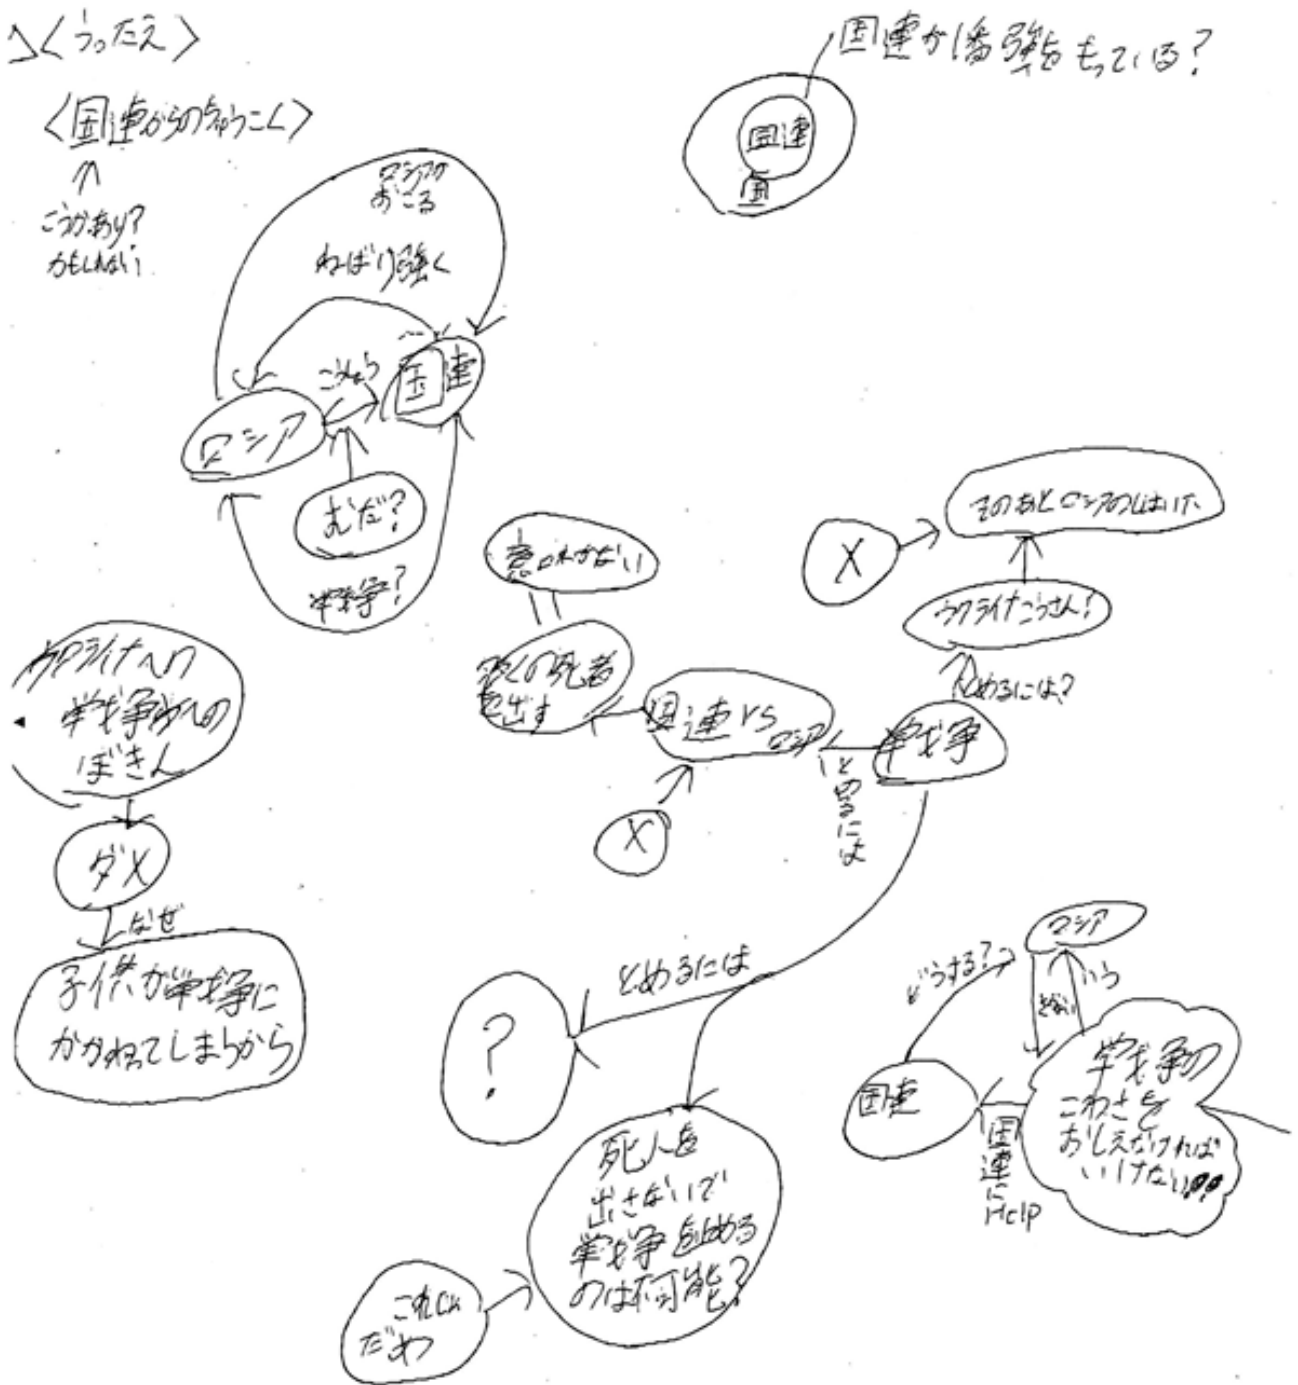 〈うったえ〉
国連が1番強をもっている?
〈国連からのちゅうこく〉
こうかあり?
かもしれない
国連
国
ロシアが
おこる
ねばり強く
こうしょう
国連
ロシア
むだ?
戦争?
意味がない
多くの死者
を出す
国連VS
ロシア
X
戦争
とめるには
とめるには?
ウクライナこうさん?
そのあとロシアのしはい下
X
ウクライナへの
戦争への
ぼきん
ダメ
なぜ
子供が戦争に
かかわってしまうから
とめるには
?
死人を
出さないで
戦争を止める
のは不可能?
これじゃ
だめ
ロシア
いう
どうする?
国連
国連に
Help
戦争の
こわさを
おしえなければ
いけない!!